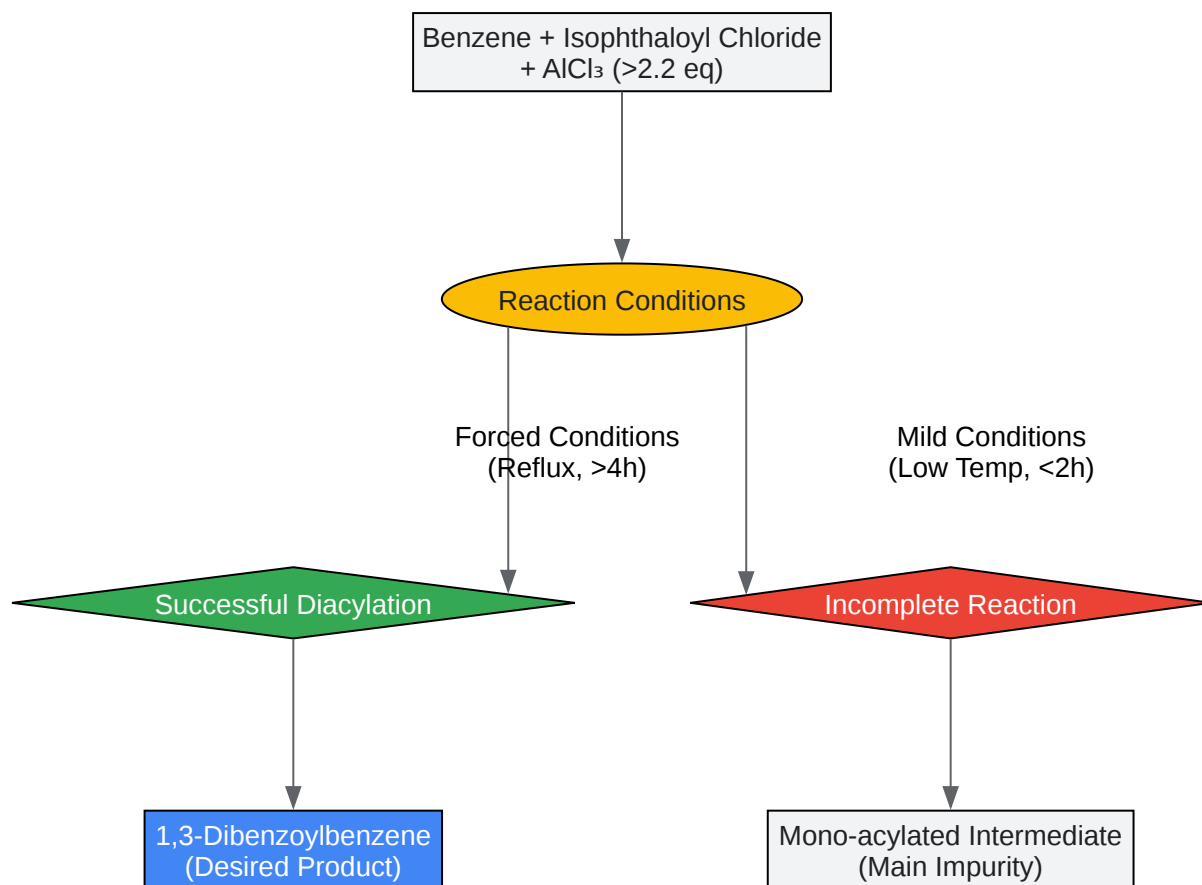 Benzene + Isophthaloyl Chloride
+ AlCl₃ (>2.2 eq)
Reaction Conditions
Forced Conditions
(Reflux, >4h)
Mild Conditions
(Low Temp, <2h)
Successful Diacylation
Incomplete Reaction
1,3-Dibenzoylbenzene
(Desired Product)
Mono-acylated Intermediate
(Main Impurity)